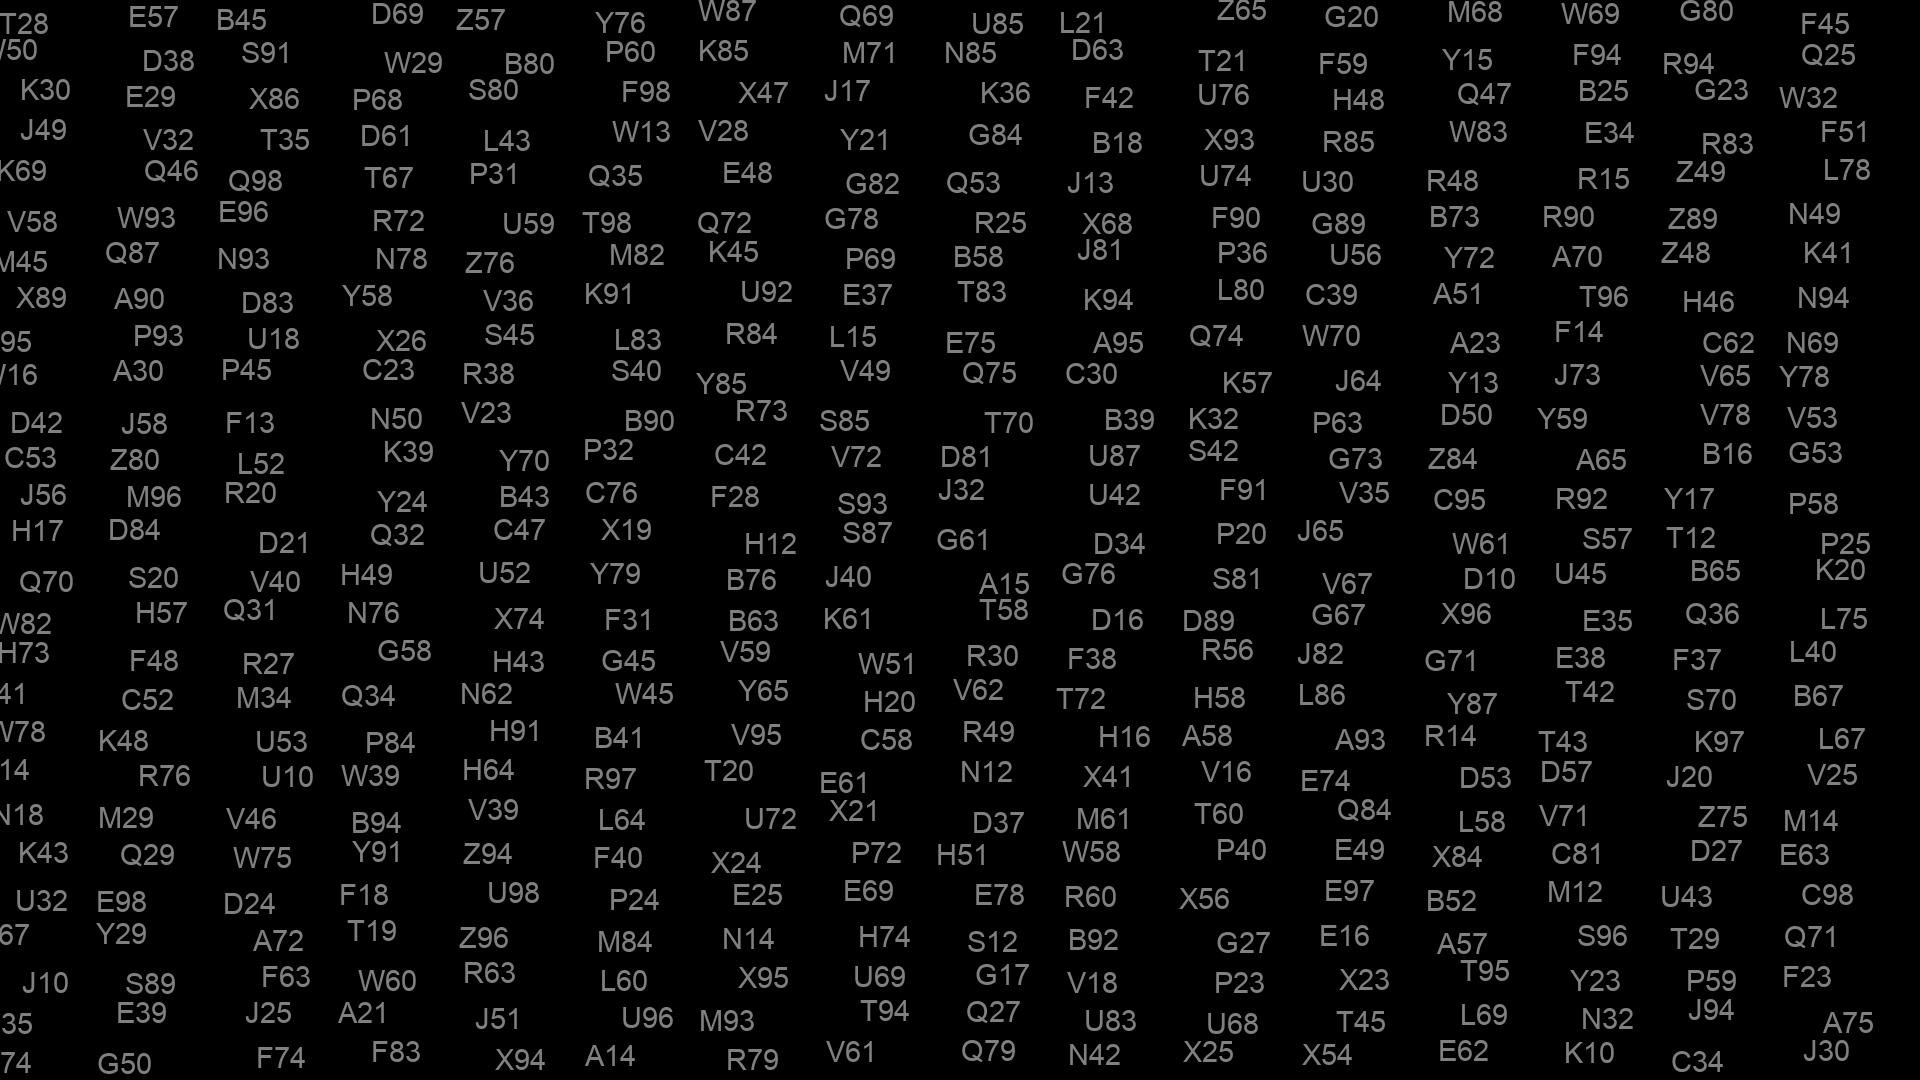 T28 E57 B45 D69 Z57 Y76 W87 Q69 U85 L21 Z65 G20 M68 W69 G80 F45
50 D38 S91 W29 B80 P60 K85 M71 N85 D63 T21 F59 Y15 F94 R94 Q25
K30 E29 X86 P68 S80 F98 X47 J17 K36 F42 U76 H48 Q47 B25 G23 W32
J49 V32 T35 D61 L43 W13 V28 Y21 G84 B18 X93 R85 W83 E34 R83 F51
K69 Q46 Q98 T67 P31 Q35 E48 G82 Q53 J13 U74 U30 R48 R15 Z49 L78
V58 W93 E96 R72 U59 T98 Q72 G78 R25 X68 F90 G89 B73 R90 Z89 N49
M45 Q87 N93 N78 Z76 M82 K45 P69 B58 J81 P36 U56 Y72 A70 Z48 K41
X89 A90 D83 Y58 V36 K91 U92 E37 T83 K94 L80 C39 A51 T96 H46 N94
95 P93 U18 X26 S45 L83 R84 L15 E75 A95 Q74 W70 A23 F14 C62 N69
16 A30 P45 C23 R38 S40 Y85 V49 Q75 C30 K57 J64 Y13 J73 V65 Y78
D42 J58 F13 N50 V23 B90 R73 S85 T70 B39 K32 P63 D50 Y59 V78 V53
C53 Z80 L52 K39 Y70 P32 C42 V72 D81 U87 S42 G73 Z84 A65 B16 G53
J56 M96 R20 Y24 B43 C76 F28 S93 J32 U42 F91 V35 C95 R92 Y17 P58
H17 D84 D21 Q32 C47 X19 H12 S87 G61 D34 P20 J65 W61 S57 T12 P25
Q70 S20 V40 H49 U52 Y79 B76 J40 A15 G76 S81 V67 D10 U45 B65 K20
W82 H57 Q31 N76 X74 F31 B63 K61 T58 D16 D89 G67 X96 E35 Q36 L75
H73 F48 R27 G58 H43 G45 V59 W51 R30 F38 R56 J82 G71 E38 F37 L40
41 C52 M34 Q34 N62 W45 Y65 H20 V62 T72 H58 L86 Y87 T42 S70 B67
W78 K48 U53 P84 H91 B41 V95 C58 R49 H16 A58 A93 R14 T43 K97 L67
14 R76 U10 W39 H64 R97 T20 E61 N12 X41 V16 E74 D53 D57 J20 V25
N18 M29 V46 B94 V39 L64 U72 X21 D37 M61 T60 Q84 L58 V71 Z75 M14
K43 Q29 W75 Y91 Z94 F40 X24 P72 H51 W58 P40 E49 X84 C81 D27 E63
U32 E98 D24 F18 U98 P24 E25 E69 E78 R60 X56 E97 B52 M12 U43 C98
67 Y29 A72 T19 Z96 M84 N14 H74 S12 B92 G27 E16 A57 S96 T29 Q71
J10 S89 F63 W60 R63 L60 X95 U69 G17 V18 P23 X23 T95 Y23 P59 F23
35 E39 J25 A21 J51 U96 M93 T94 Q27 U83 U68 T45 L69 N32 J94 A75
74 G50 F74 F83 X94 A14 R79 V61 Q79 N42 X25 X54 E62 K10 C34 J30